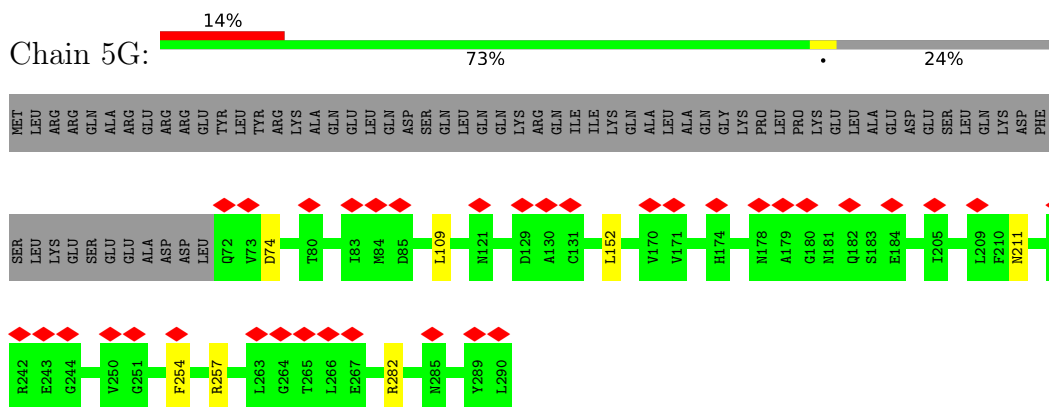 14%
Chain 5G:
73% • 24%
MET LEU ARG ARG GLN ALA ARG GLU ARG ARG GLU TYR LEU TYR ARG LYS ALA GLN GLU LEU GLN ASP SER GLN LEU GLN GLN LYS ARG GLN ILE ILE LYS GLN ALA LEU ALA GLN GLY LYS PRO LEU PRO LYS GLU LEU ALA GLU ASP GLU SER LEU GLN LYS ASP PHE
SER LEU LYS GLU SER GLU GLU ALA ASP ASP LEU Q72 V73 D74 T80 I83 M84 D85 L109 N121 D129 A130 C131 L152 V170 V171 H174 N178 A179 G180 N181 Q182 S183 E184 I205 L209 F210 N211
R242 E243 G244 V250 G251 F254 R257 L263 G264 T265 L266 E267 R282 N285 Y289 L290